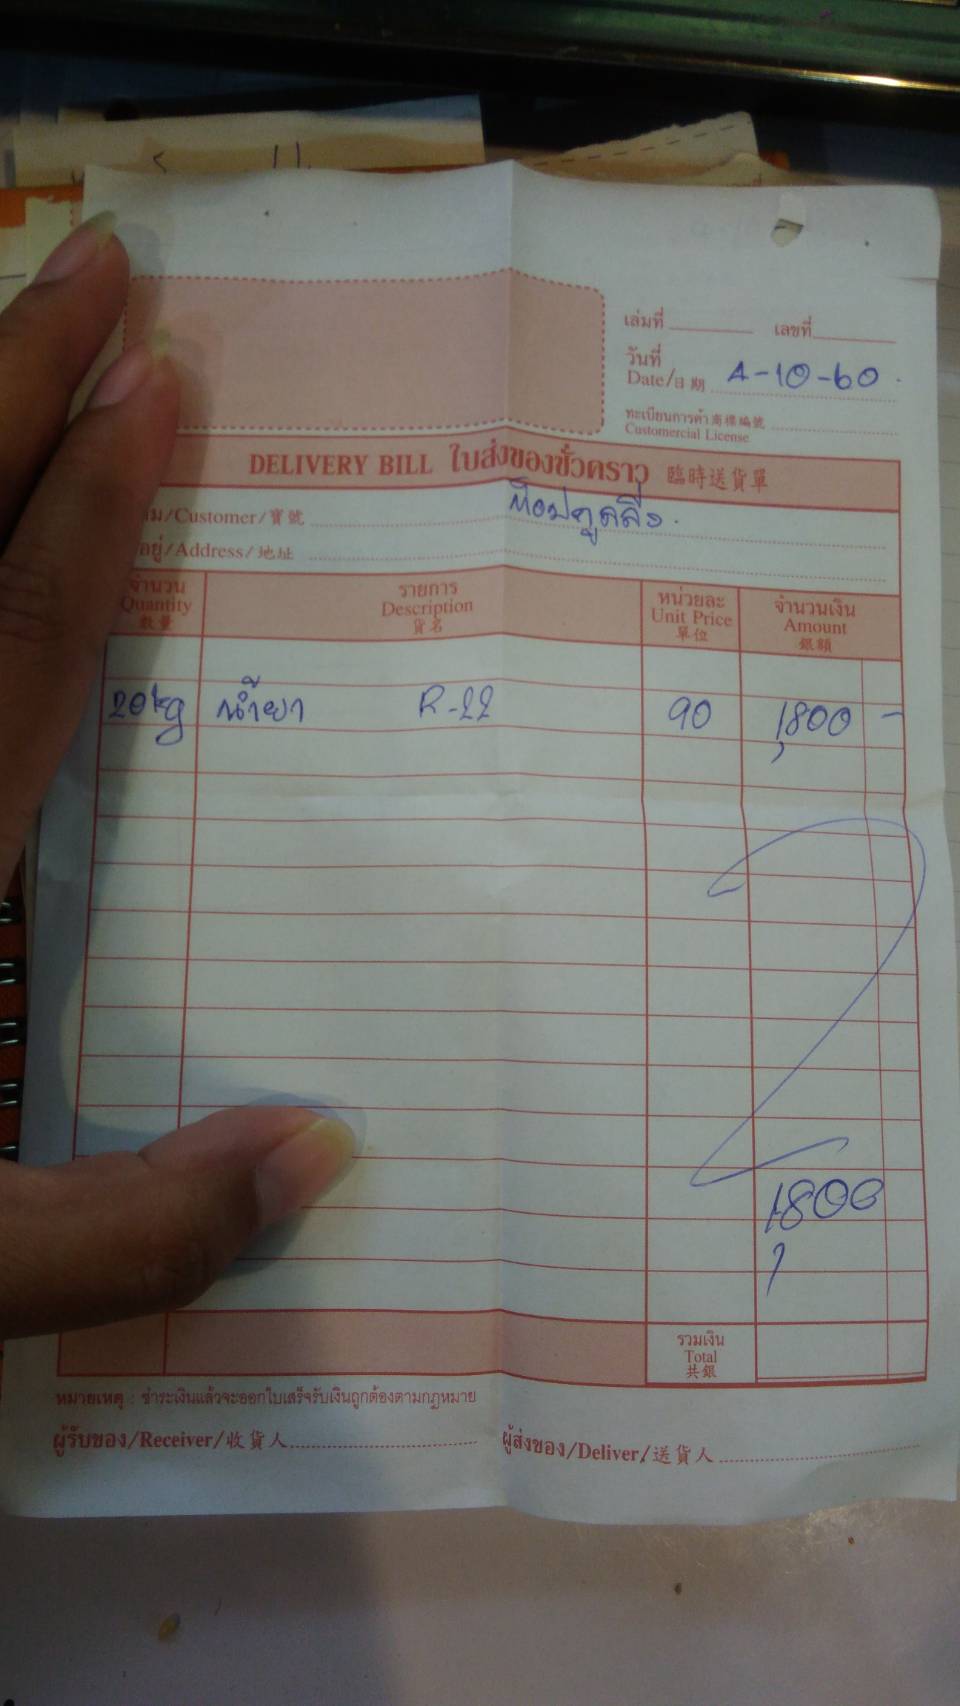 เล่มที่ เลขที่
วันที่
Date/日期 4-10-60
ทะเบียนการค้า商標編號
Customercial License
DELIVERY BILL ใบส่งของชั่วคราว 臨時送貨單
าม/Customer/寶號 ท็อปคูลลิ่ง
อยู่/Address/地址
จำนวน รายการ หน่วยละ จำนวนเงิน
Quantity Description Unit Price Amount
數量 貨名 單位 銀額
20kg น้ำยา R-22 90 1,800 -
1,800
รวมเงิน
Total
共銀
หมายเหตุ : ชำระเงินแล้วจะออกใบเสร็จรับเงินถูกต้องตามกฎหมาย
ผู้รับของ/Receiver/收貨人 ผู้ส่งของ/Deliver/送貨人